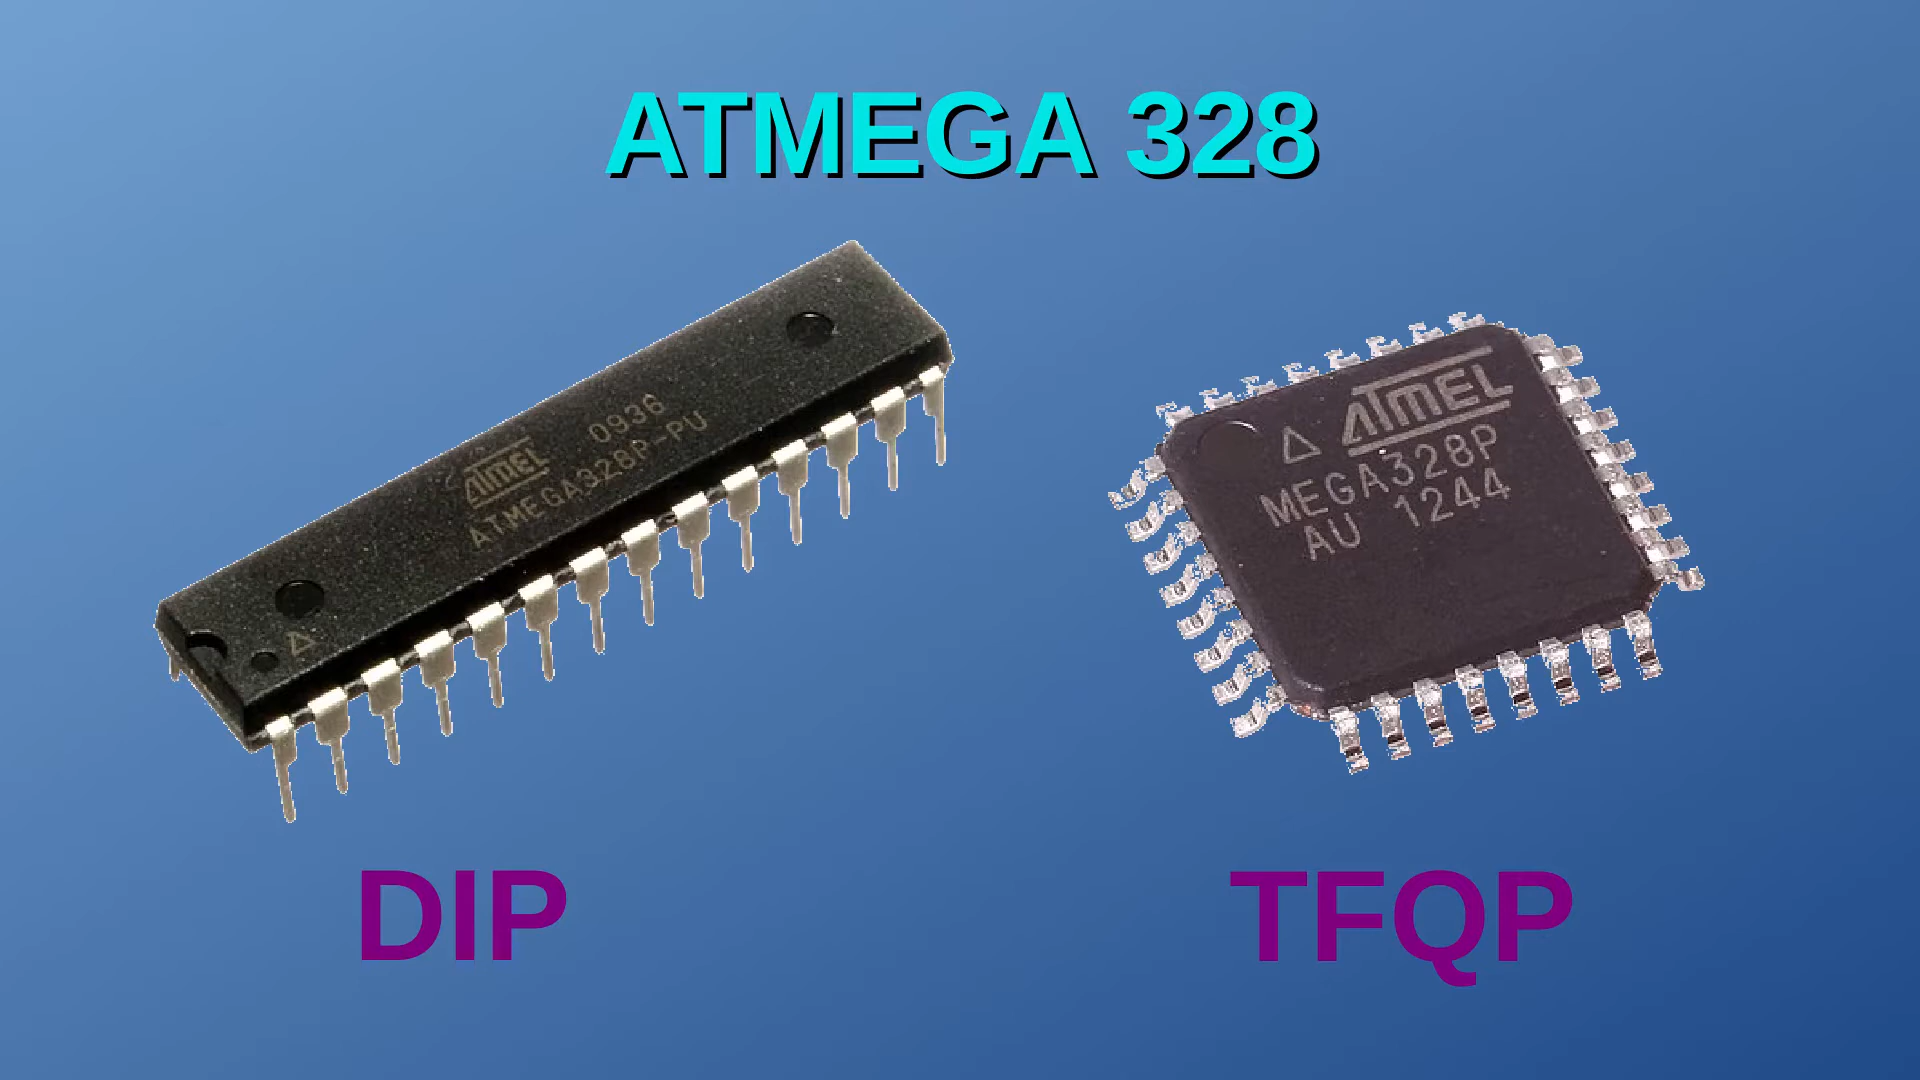 ATMEGA 328
ATMEL 0936
ATMEGA328P-PU
ATMEL
MEGA328P
AU 1244
DIP
TFQP